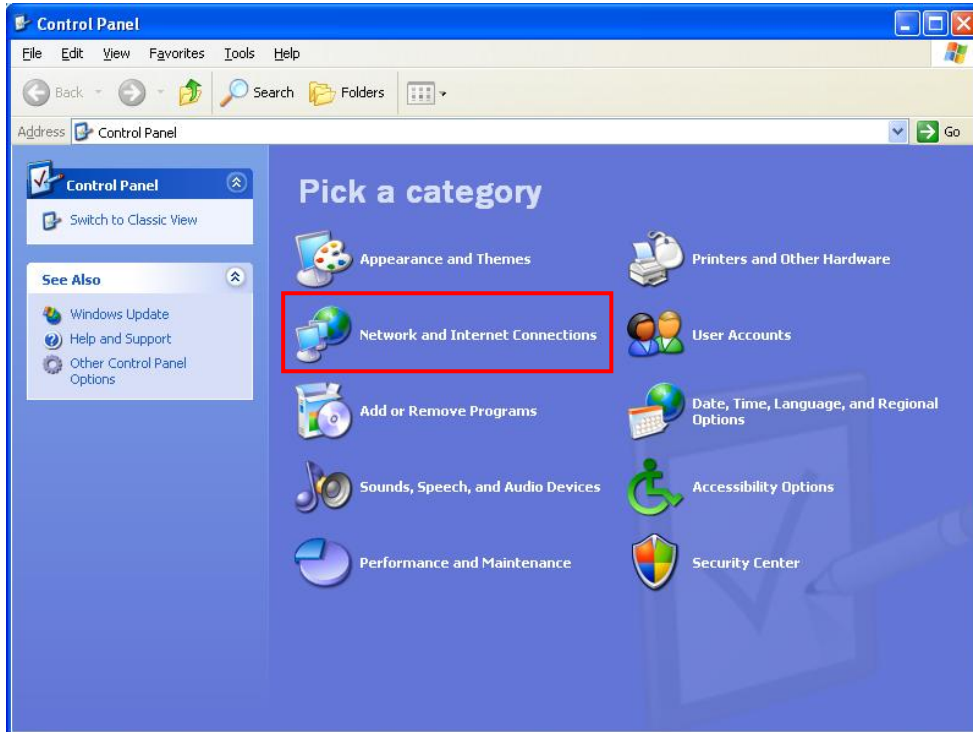 Control Panel
File Edit View Favorites Tools Help
Back Search Folders
Address Control Panel Go
Control Panel
Switch to Classic View
See Also
Windows Update
Help and Support
Other Control Panel
Options
Pick a category
Appearance and Themes
Printers and Other Hardware
Network and Internet Connections
User Accounts
Add or Remove Programs
Date, Time, Language, and Regional
Options
Sounds, Speech, and Audio Devices
Accessibility Options
Performance and Maintenance
Security Center